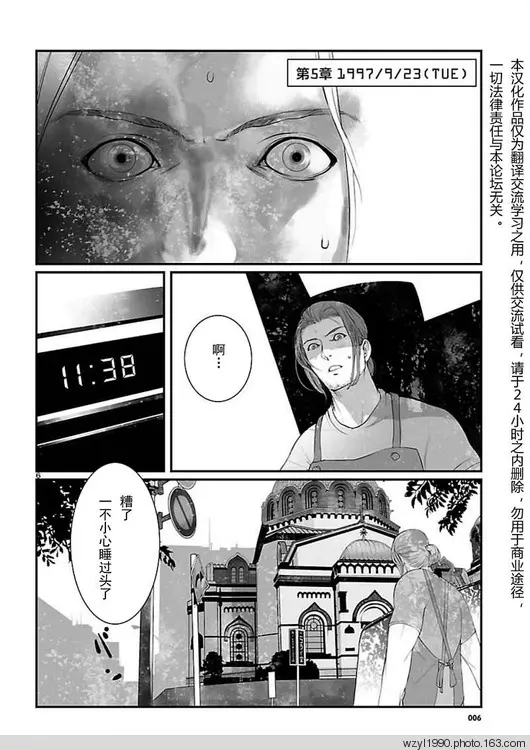 第5章 1997/9/23(TUE)
11:38
啊…
糟了
一不小心睡过头了
6
006
本汉化作品仅为翻译交流学习之用，仅供交流试看，请于24小时之内删除，勿用于商业途径，
一切法律责任与本论坛无关。
wzyl1990.photo.163.com